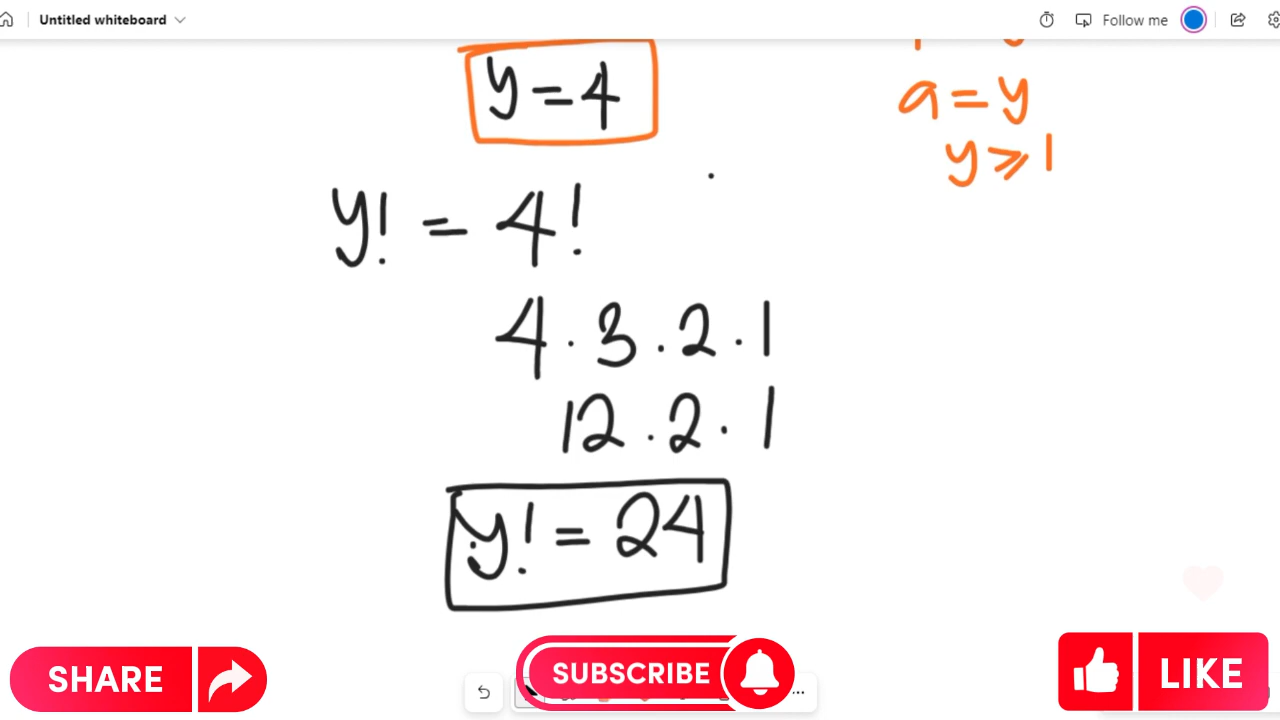 Untitled whiteboard
Follow me
y = 4
a = y
y ⩾ 1
y! = 4!
4 . 3 . 2 . 1
12 . 2 . 1
y! = 24
SHARE
SUBSCRIBE
LIKE